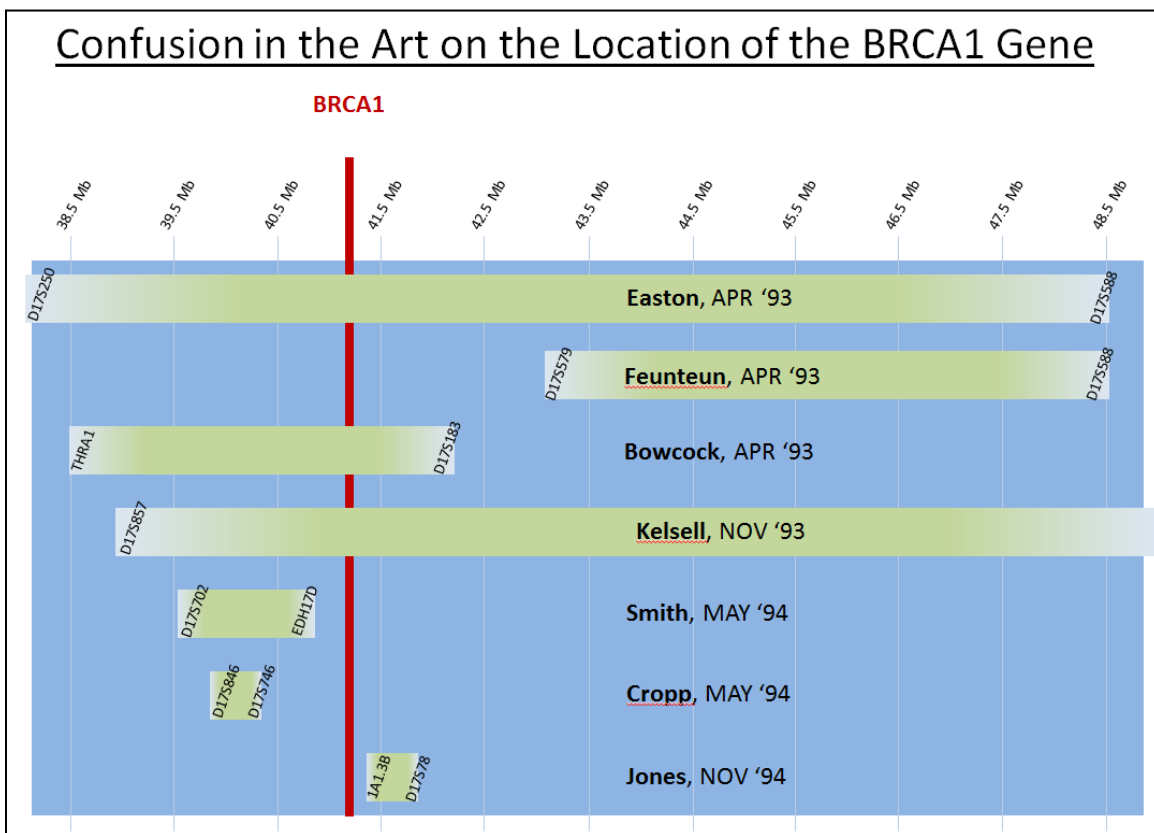 Confusion in the Art on the Location of the BRCA1 Gene
BRCA1
38.5 Mb
39.5 Mb
40.5 Mb
41.5 Mb
42.5 Mb
43.5 Mb
44.5 Mb
45.5 Mb
46.5 Mb
47.5 Mb
48.5 Mb
D17S250
Easton, APR ‘93
D17S588
D17S579
Feunteun, APR ‘93
D17S588
THRA1
D17S183
Bowcock, APR ‘93
D17S857
Kelsell, NOV ’93
D17S702
EDH17D
Smith, MAY ‘94
D17S846
D17S746
Cropp, MAY ‘94
1A1.3B
D17S78
Jones, NOV ‘94